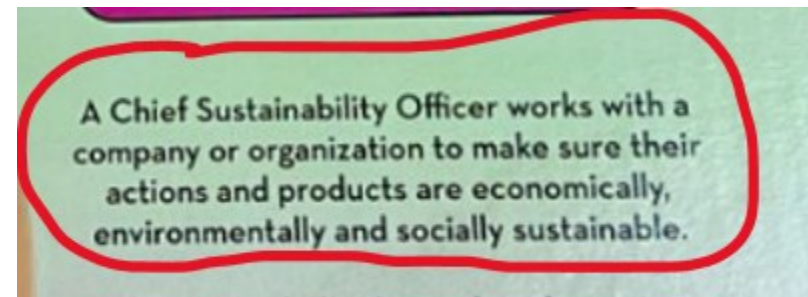 A Chief Sustainability Officer works with a
company or organization to make sure their
actions and products are economically,
environmentally and socially sustainable.